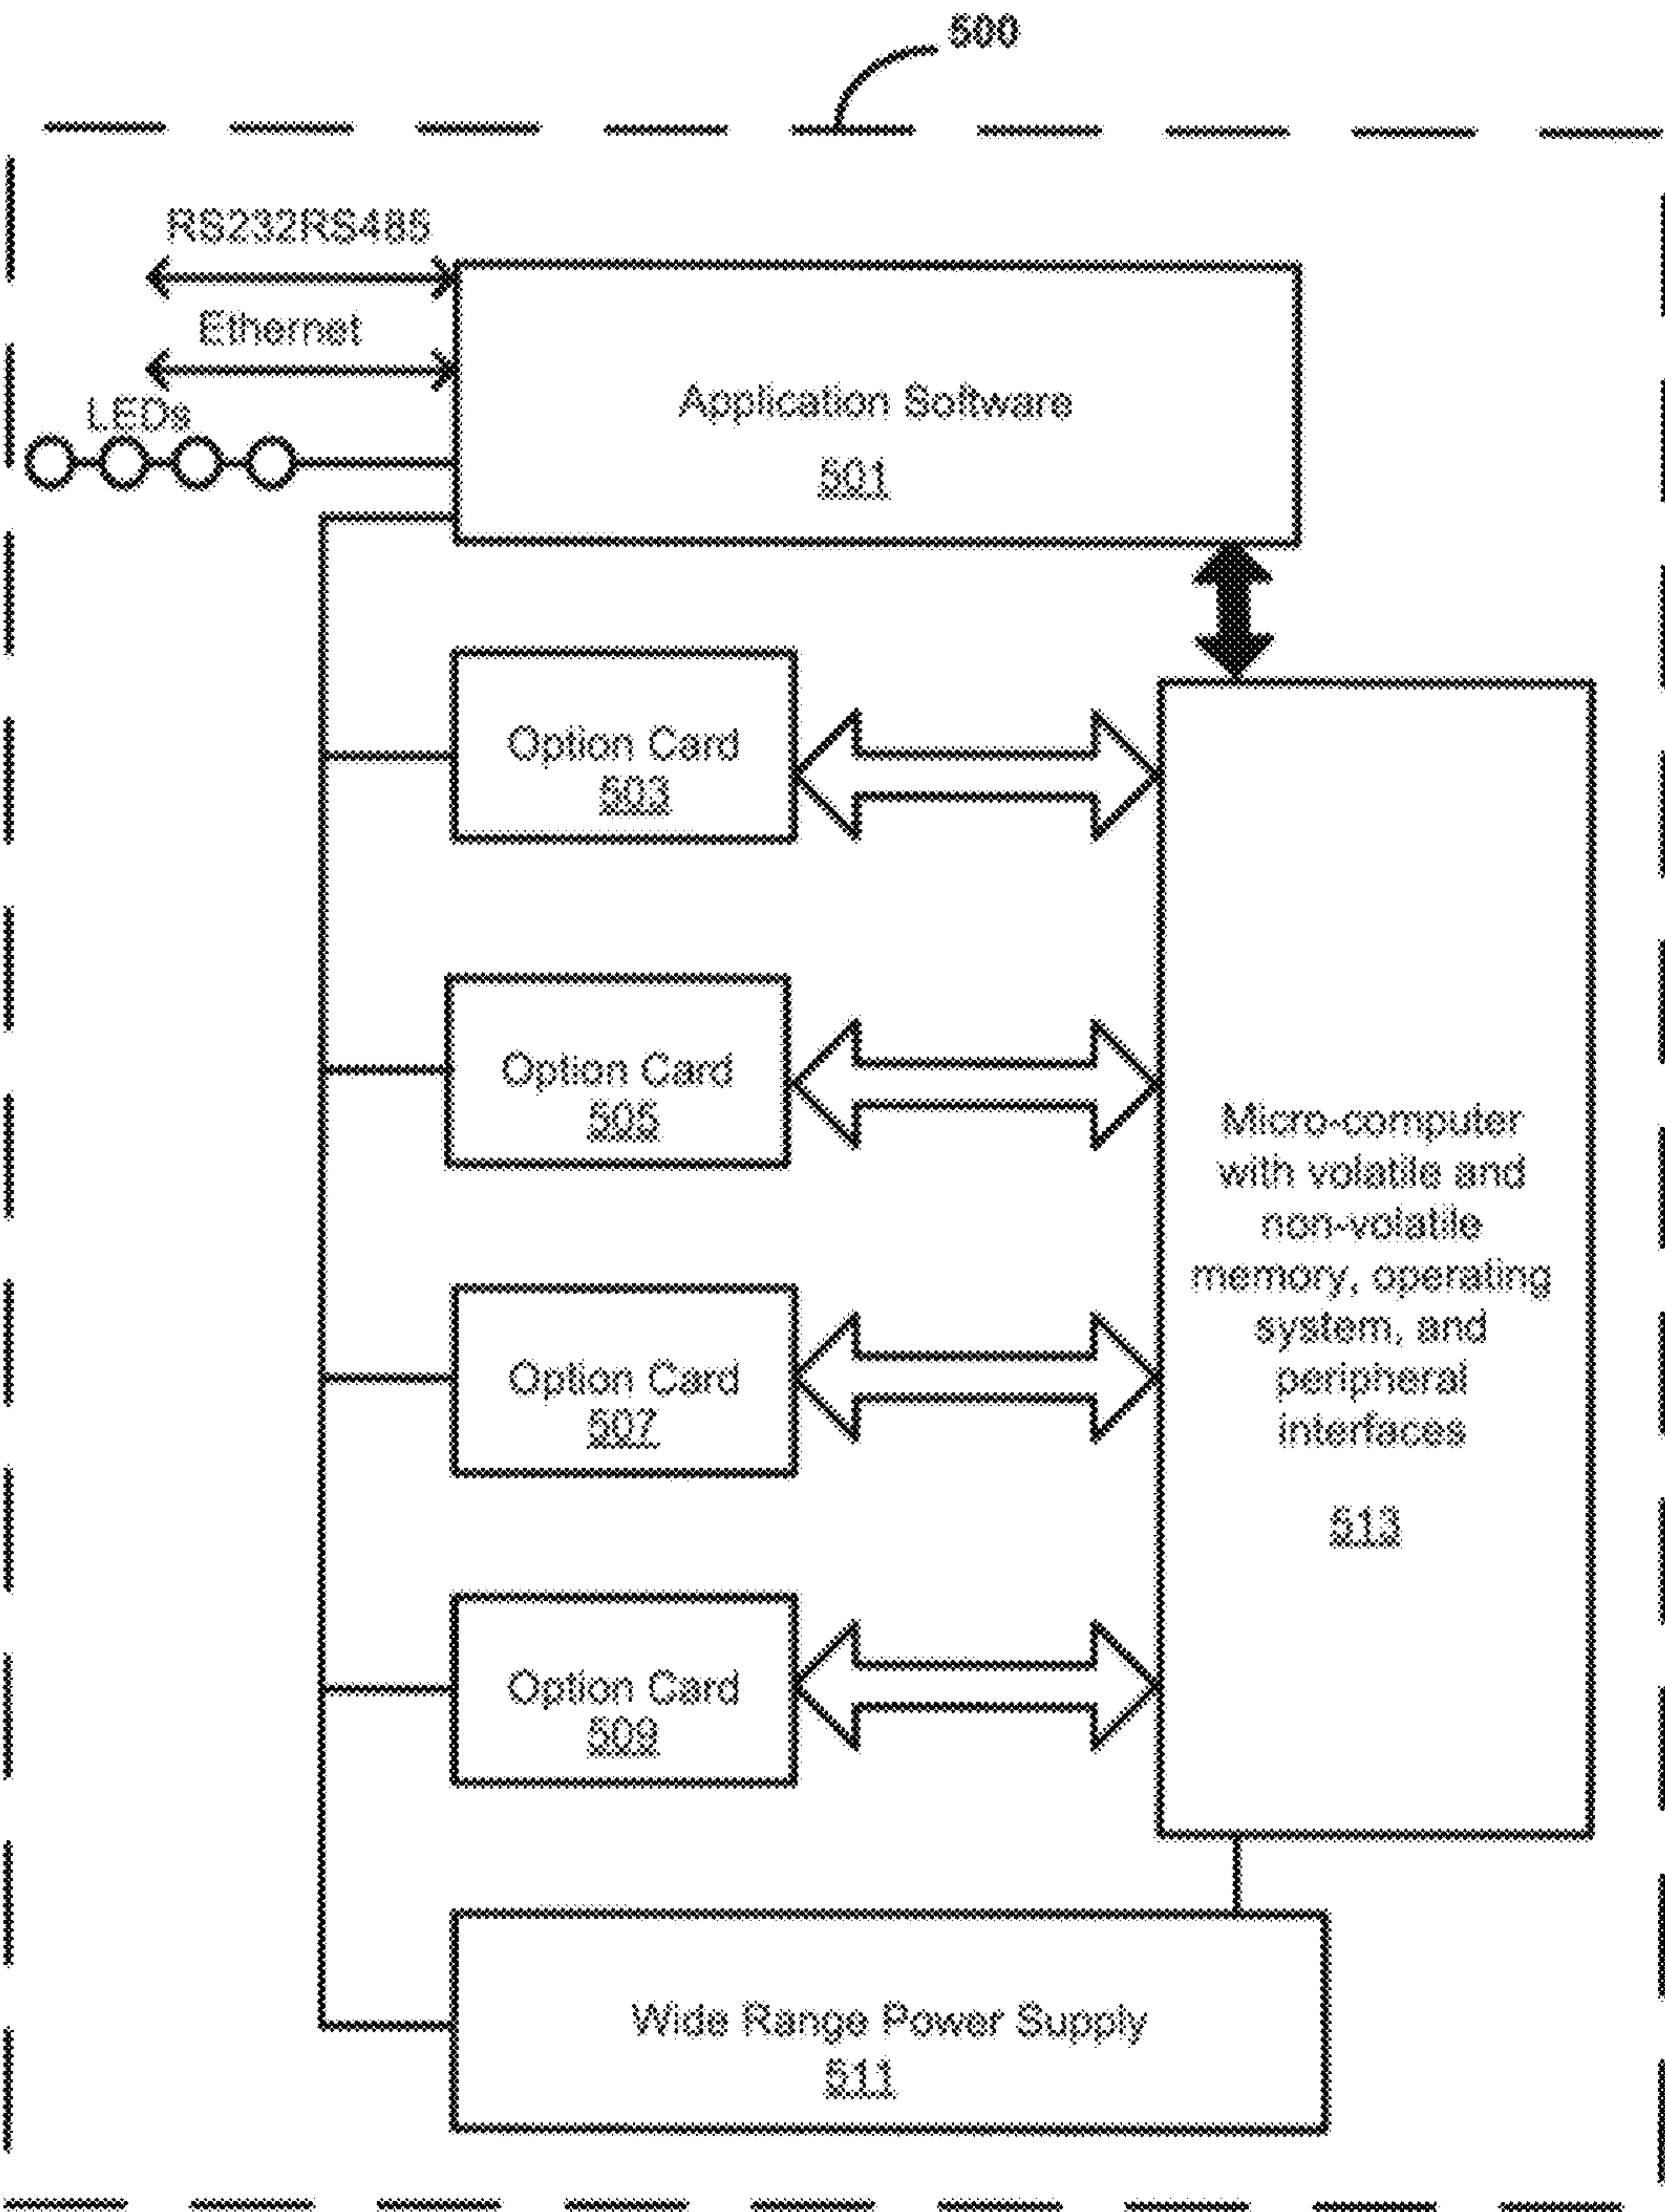 500
RS232RS485
Ethernet
LEDs
Application Software
501
Option Card
503
Option Card
505
Option Card
507
Option Card
509
Micro-computer
with volatile and
non-volatile
memory, operating
system, and
peripheral
interfaces
513
Wide Range Power Supply
511